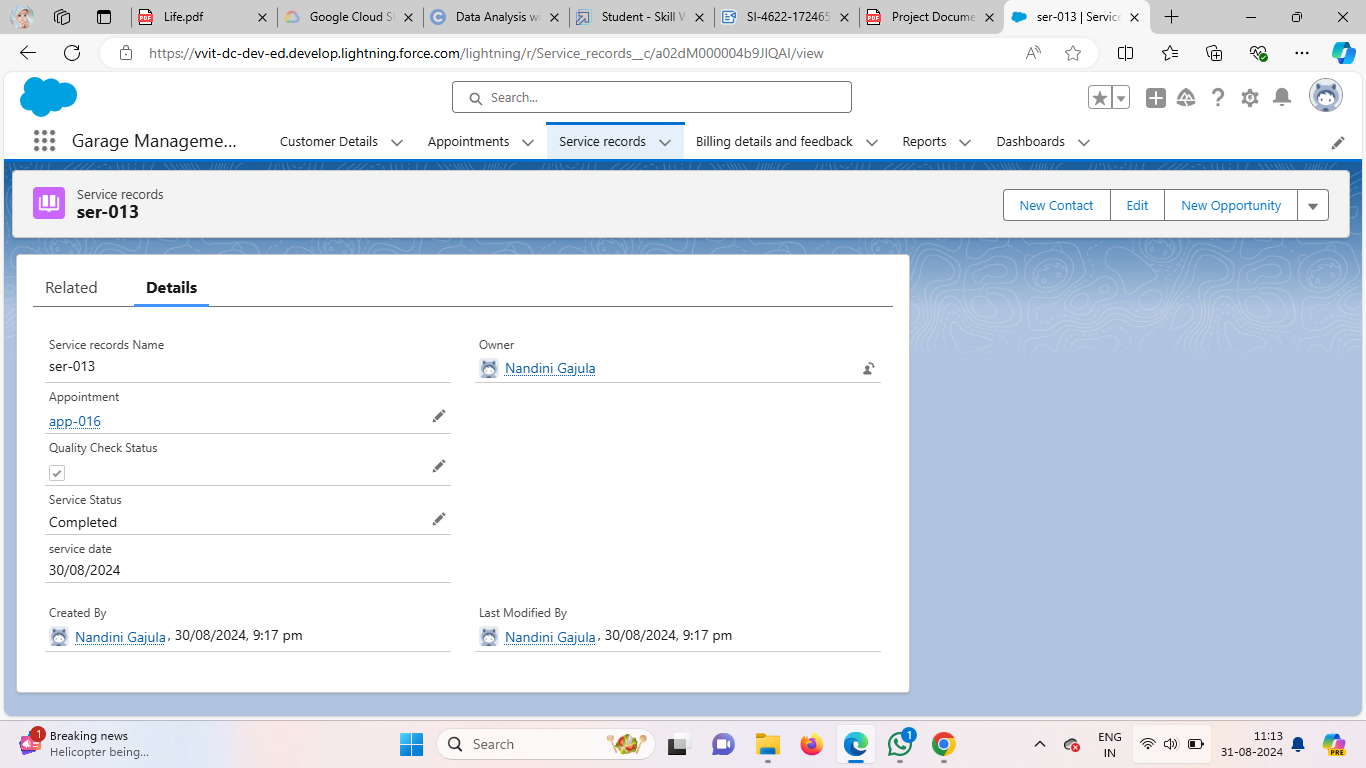 Life.pdf
Google Cloud Sk
Data Analysis wi
Student - Skill W
SI-4622-172465
Project Docume
ser-013 | Service
https://vvit-dc-dev-ed.develop.lightning.force.com/lightning/r/Service_records__c/a02dM000004b9JlQAI/view
Search...
Garage Manageme...
Customer Details
Appointments
Service records
Billing details and feedback
Reports
Dashboards
Service records
ser-013
New Contact
Edit
New Opportunity
Related
Details
Service records Name
ser-013
Owner
Nandini Gajula
Appointment
app-016
Quality Check Status
Service Status
Completed
service date
30/08/2024
Created By
Nandini Gajula, 30/08/2024, 9:17 pm
Last Modified By
Nandini Gajula, 30/08/2024, 9:17 pm
1
Breaking news
Helicopter being...
Search
1
PRE
ENG
IN
11:13
31-08-2024